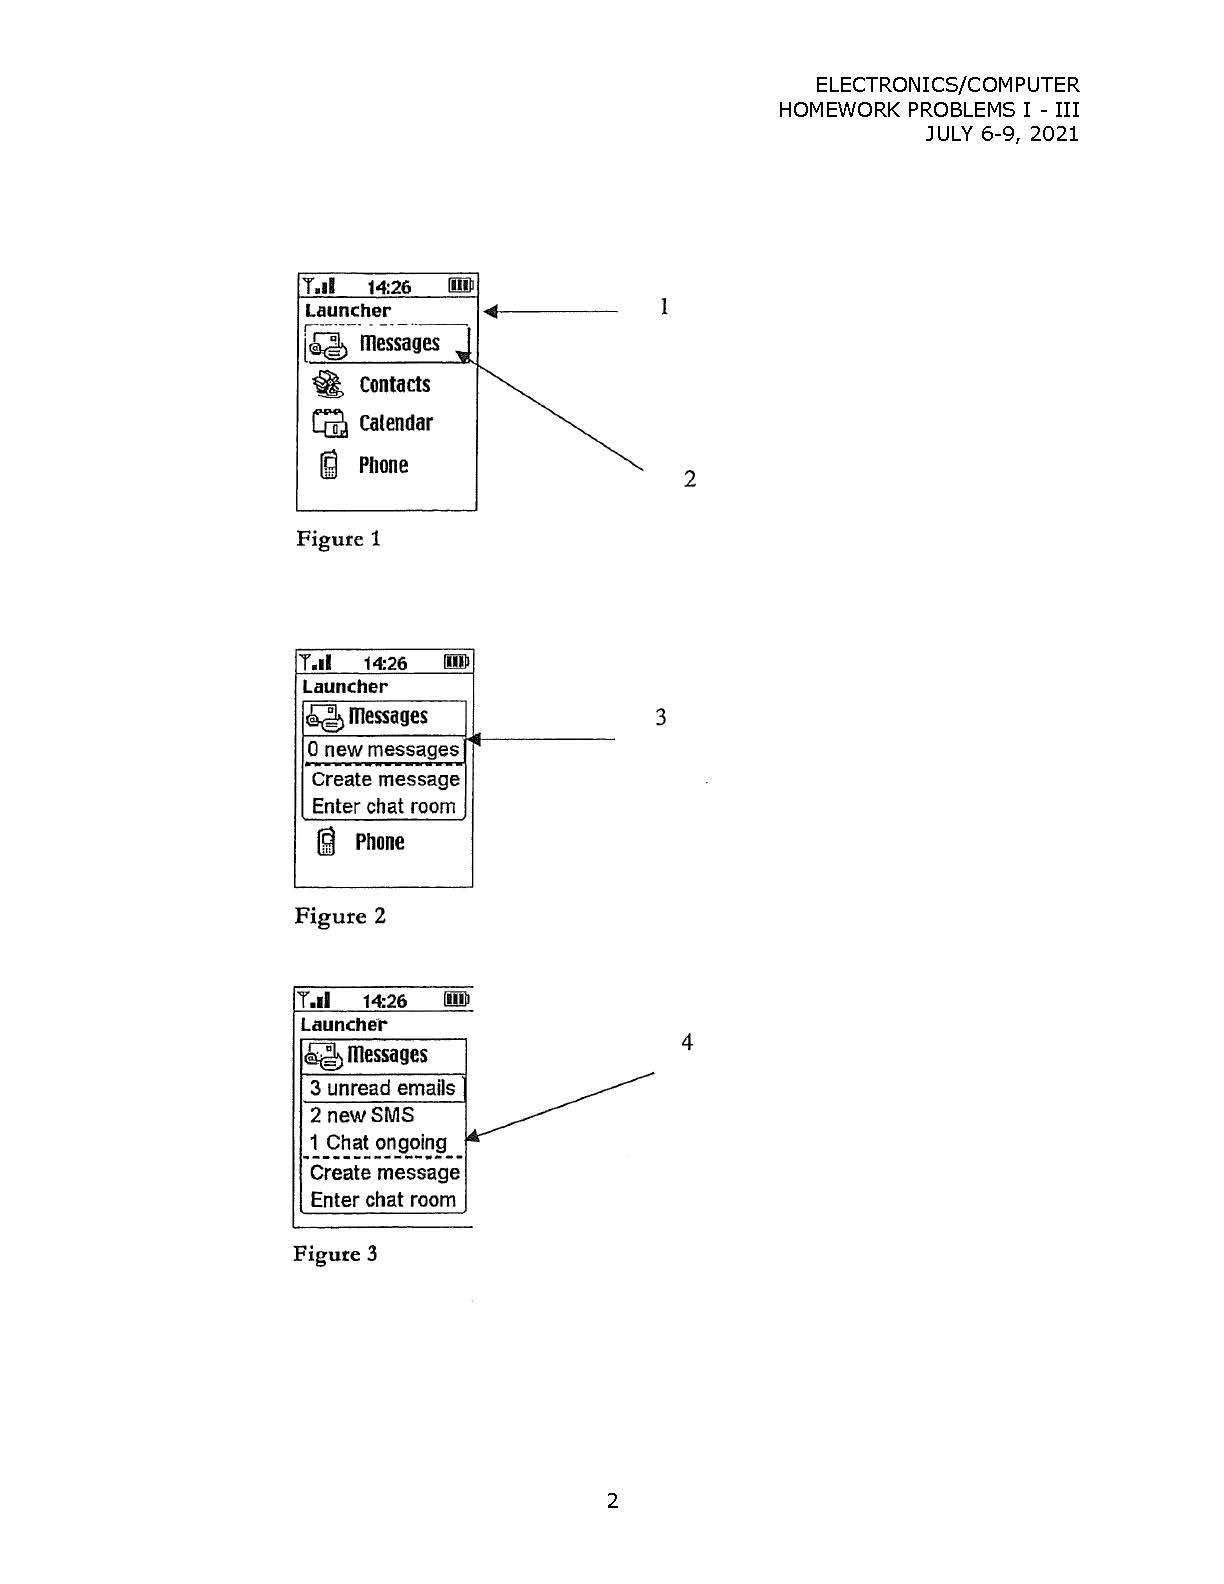 ELECTRONICS/COMPUTER
HOMEWORK PROBLEMS I - III
JULY 6-9, 2021
14:26
Launcher
1
Messages
Contacts
Calendar
Phone
2
Figure 1
14:26
Launcher
Messages
3
0 new messages
Create message
Enter chat room
Phone
Figure 2
14:26
Launcher
Messages
4
3 unread emails
2 new SMS
1 Chat ongoing
Create message
Enter chat room
Figure 3
2